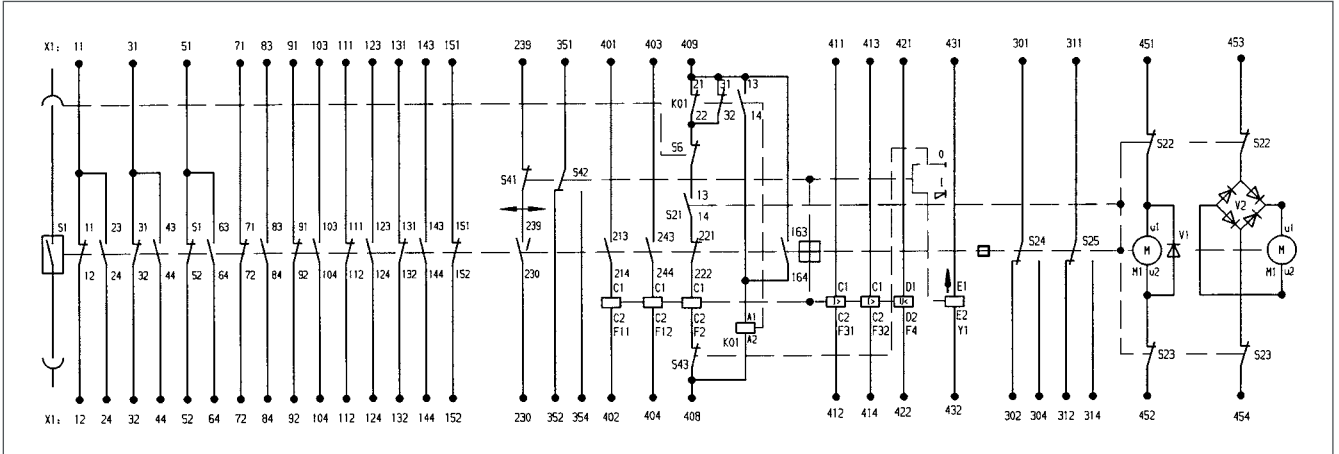 X1: 11 31 51 71 83 91 103 111 123 131 143 151 239 351 401 403 409 411 413 421 431 301 311 451 453
21 31 13
K01 22 32 14
S6 S22 S22
S41 S42 O I
13 V2
S21 14
S1 11 23 31 43 51 63 71 83 91 103 111 123 131 143 151 239 213 243 221 163 S24 S25 u1 V1 u1
M M
12 24 32 44 52 64 72 84 92 104 112 124 132 144 152 230 214 244 222 164 M1 u2 M1 u2
C1 C1 C1 C1 C1 D1 E1
I> I> U<
C2 C2 C2 A1 C2 C2 D2 E2
F11 F12 F2 K01 A2 F31 F32 F4 Y1
S43 S23 S23
X1: 12 24 32 44 52 64 72 84 92 104 112 124 132 144 152 230 352 354 402 404 408 412 414 422 432 302 304 312 314 452 454